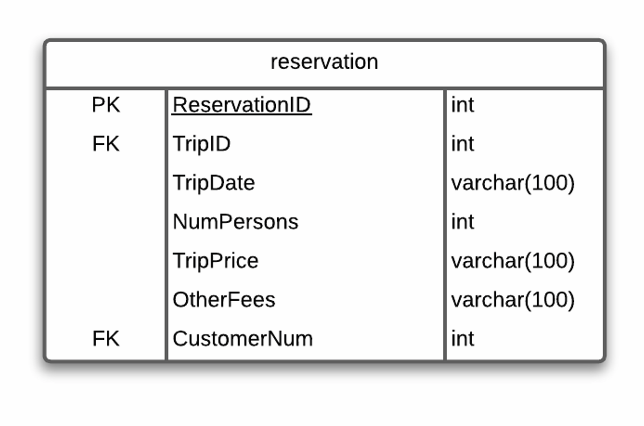 reservation
PK ReservationID int
FK TripID int
TripDate varchar(100)
NumPersons int
TripPrice varchar(100)
OtherFees varchar(100)
FK CustomerNum int